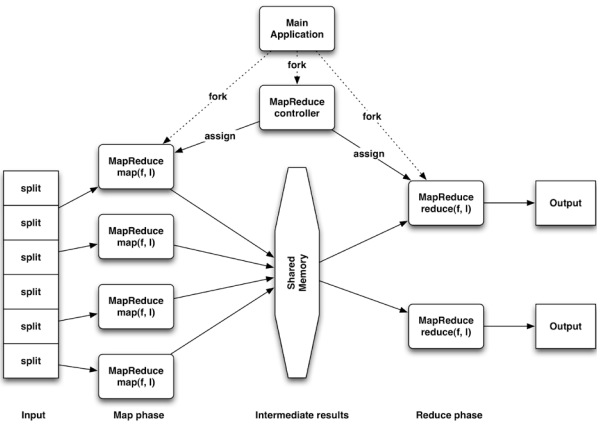 Main
Application
fork
fork
fork
MapReduce
controller
assign
assign
MapReduce
map(f, l)
MapReduce
map(f, l)
MapReduce
map(f, l)
MapReduce
map(f, l)
split
split
split
split
split
split
Shared
Memory
MapReduce
reduce(f, l)
Output
MapReduce
reduce(f, l)
Output
Input
Map phase
Intermediate results
Reduce phase